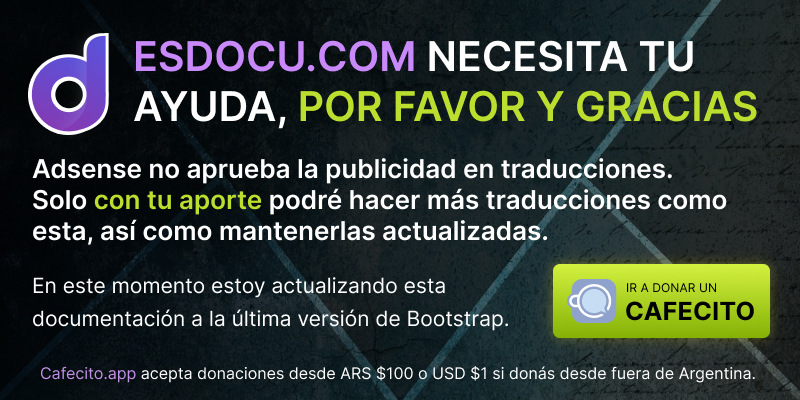 ESDOCU.COM NECESITA TU
AYUDA, POR FAVOR Y GRACIAS
Adsense no aprueba la publicidad en traducciones.
Solo con tu aporte podré hacer más traducciones como
esta, así como mantenerlas actualizadas.
En este momento estoy actualizando esta
documentación a la última versión de Bootstrap.
IR A DONAR UN
CAFECITO
Cafecito.app acepta donaciones desde ARS $100 o USD $1 si donás desde fuera de Argentina.